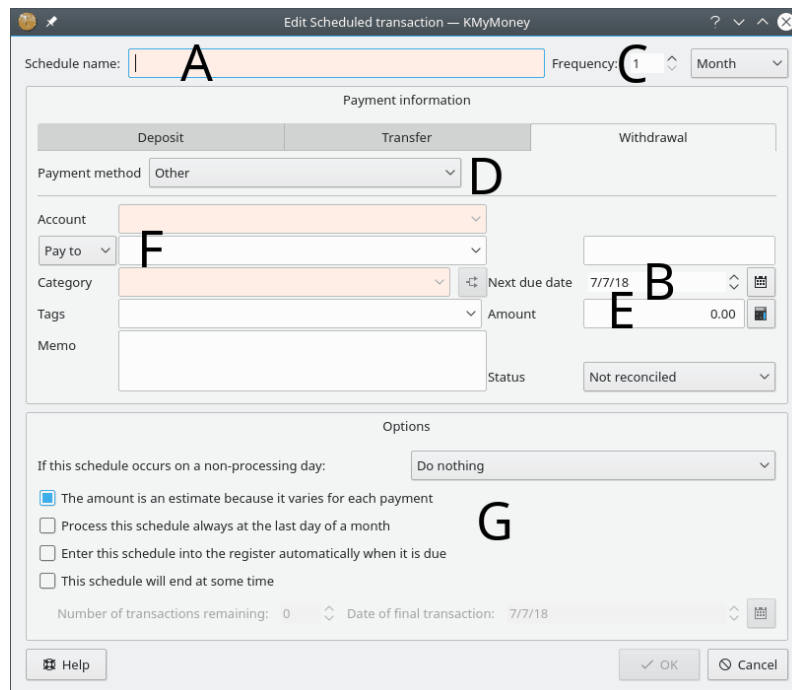 Edit Scheduled transaction — KMyMoney
Schedule name: A Frequency: C 1 Month
Payment information
Deposit Transfer Withdrawal
Payment method Other D
Account
Pay to F
Category Next due date 7/7/18 B
Tags Amount E 0.00
Memo
Status Not reconciled
Options
If this schedule occurs on a non-processing day: Do nothing
The amount is an estimate because it varies for each payment
G
Process this schedule always at the last day of a month
Enter this schedule into the register automatically when it is due
This schedule will end at some time
Number of transactions remaining: 0 Date of final transaction: 7/7/18
Help OK Cancel